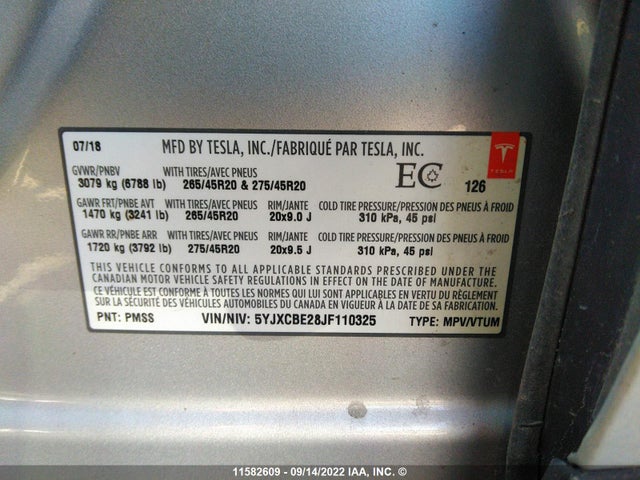 07/18 MFD BY TESLA, INC./FABRIQUÉ PAR TESLA, INC.
TESLA
GVWR/PNBV WITH TIRES/AVEC PNEUS
3079 kg (6788 lb) 265/45R20 & 275/45R20
EC 126
GAWR FRT/PNBE AVT WITH TIRES/AVEC PNEUS RIM/JANTE COLD TIRE PRESSURE/PRESSION DES PNEUS À FROID
1470 kg (3241 lb) 265/45R20 20x9.0 J 310 kPa, 45 psi
GAWR RR/PNBE ARR WITH TIRES/AVEC PNEUS RIM/JANTE COLD TIRE PRESSURE/PRESSION DES PNEUS À FROID
1720 kg (3792 lb) 275/45R20 20x9.5 J 310 kPa, 45 psi
THIS VEHICLE CONFORMS TO ALL APPLICABLE STANDARDS PRESCRIBED UNDER THE
CANADIAN MOTOR VEHICLE SAFETY REGULATIONS IN EFFECT ON THE DATE OF MANUFACTURE.
CE VÉHICULE EST CONFORME À TOUTES LES NORMES QUI LUI SONT APPLICABLES EN VERTU DU RÈGLEMENT
SUR LA SÉCURITÉ DES VÉHICULES AUTOMOBILES DU CANADA EN VIGUEUR À LA DATE DE SA FABRICATION.
PNT: PMSS VIN/NIV: 5YJXCBE28JF110325 TYPE: MPV/VTUM
11582609 - 09/14/2022 IAA, INC. ©